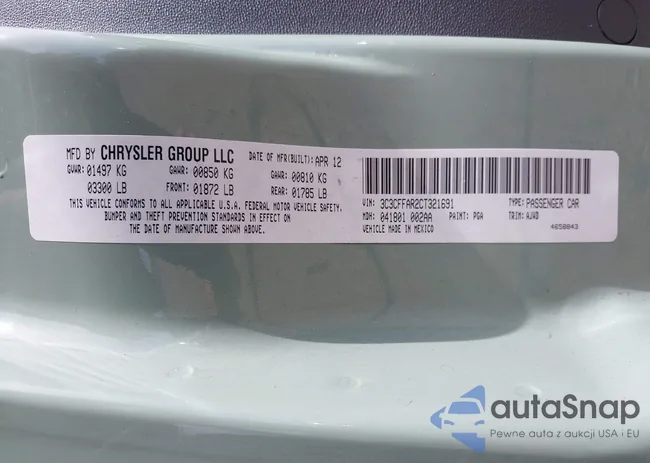 MFD BY CHRYSLER GROUP LLC DATE OF MFR(BUILT): APR 12
GVWR: 01497 KG GAWR: 00850 KG GAWR: 00810 KG
03300 LB FRONT: 01872 LB REAR: 01785 LB
THIS VEHICLE CONFORMS TO ALL APPLICABLE U.S.A. FEDERAL MOTOR VEHICLE SAFETY,
BUMPER AND THEFT PREVENTION STANDARDS IN EFFECT ON
THE DATE OF MANUFACTURE SHOWN ABOVE.
VIN: 3C3CFFAR2CT321691 TYPE: PASSENGER CAR
MDH: 041801 002AA PAINT: PGA TRIM: AJWD
VEHICLE MADE IN MEXICO 4658843
autaSnap
Pewne auta z aukcji USA i EU